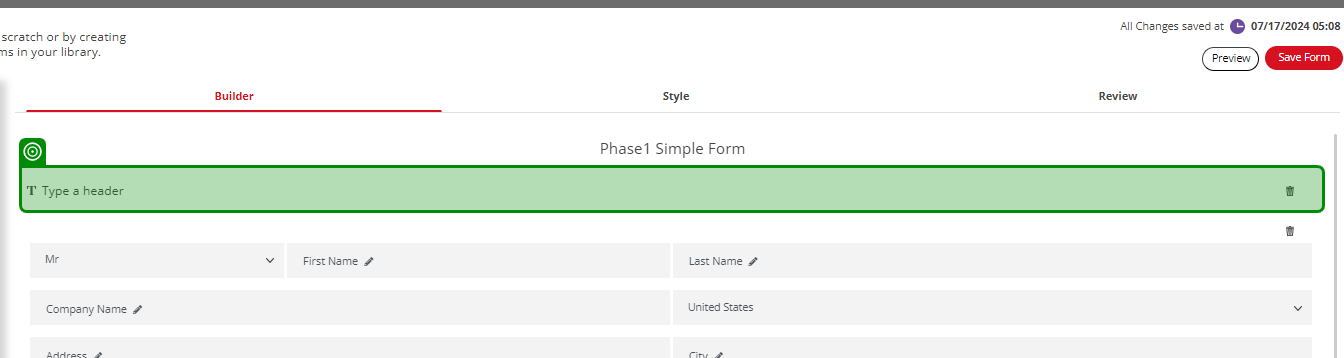 scratch or by creating
ms in your library.
All Changes saved at 07/17/2024 05:08
Preview
Save Form
Builder
Style
Review
Phase1 Simple Form
T Type a header
Mr
First Name
Last Name
Company Name
United States
Address
City